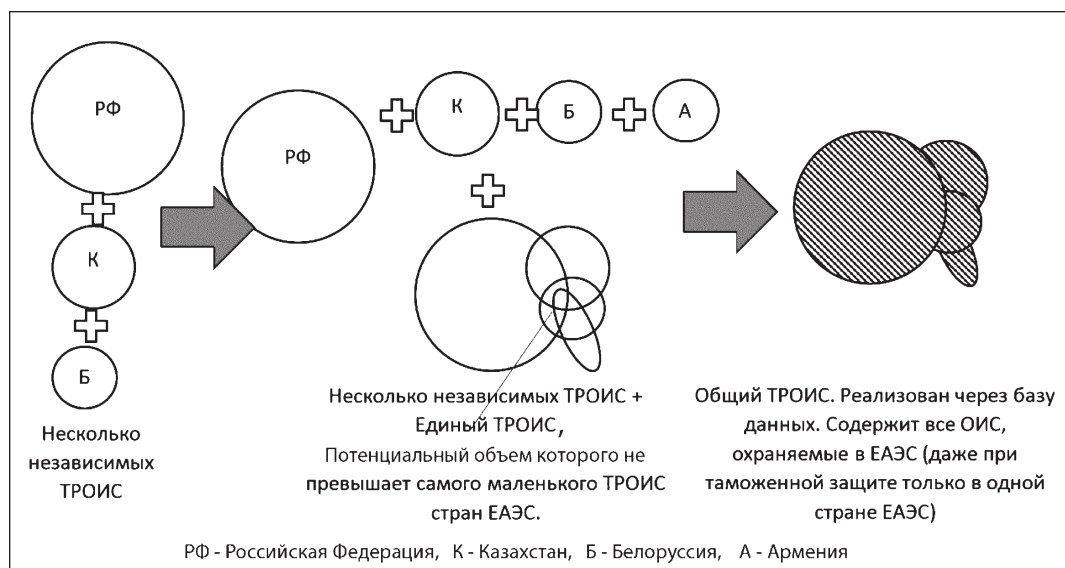 РФ
К
Б
Несколько
независимых
ТРОИС
РФ
К
Б
А
Несколько независимых ТРОИС +
Единый ТРОИС,
Потенциальный объем которого не
превышает самого маленького ТРОИС
стран ЕАЭС.
Общий ТРОИС. Реализован через базу
данных. Содержит все ОИС,
охраняемые в ЕАЭС (даже при
таможенной защите только в одной
стране ЕАЭС)
РФ - Российская Федерация, К - Казахстан, Б - Белоруссия, А - Армения